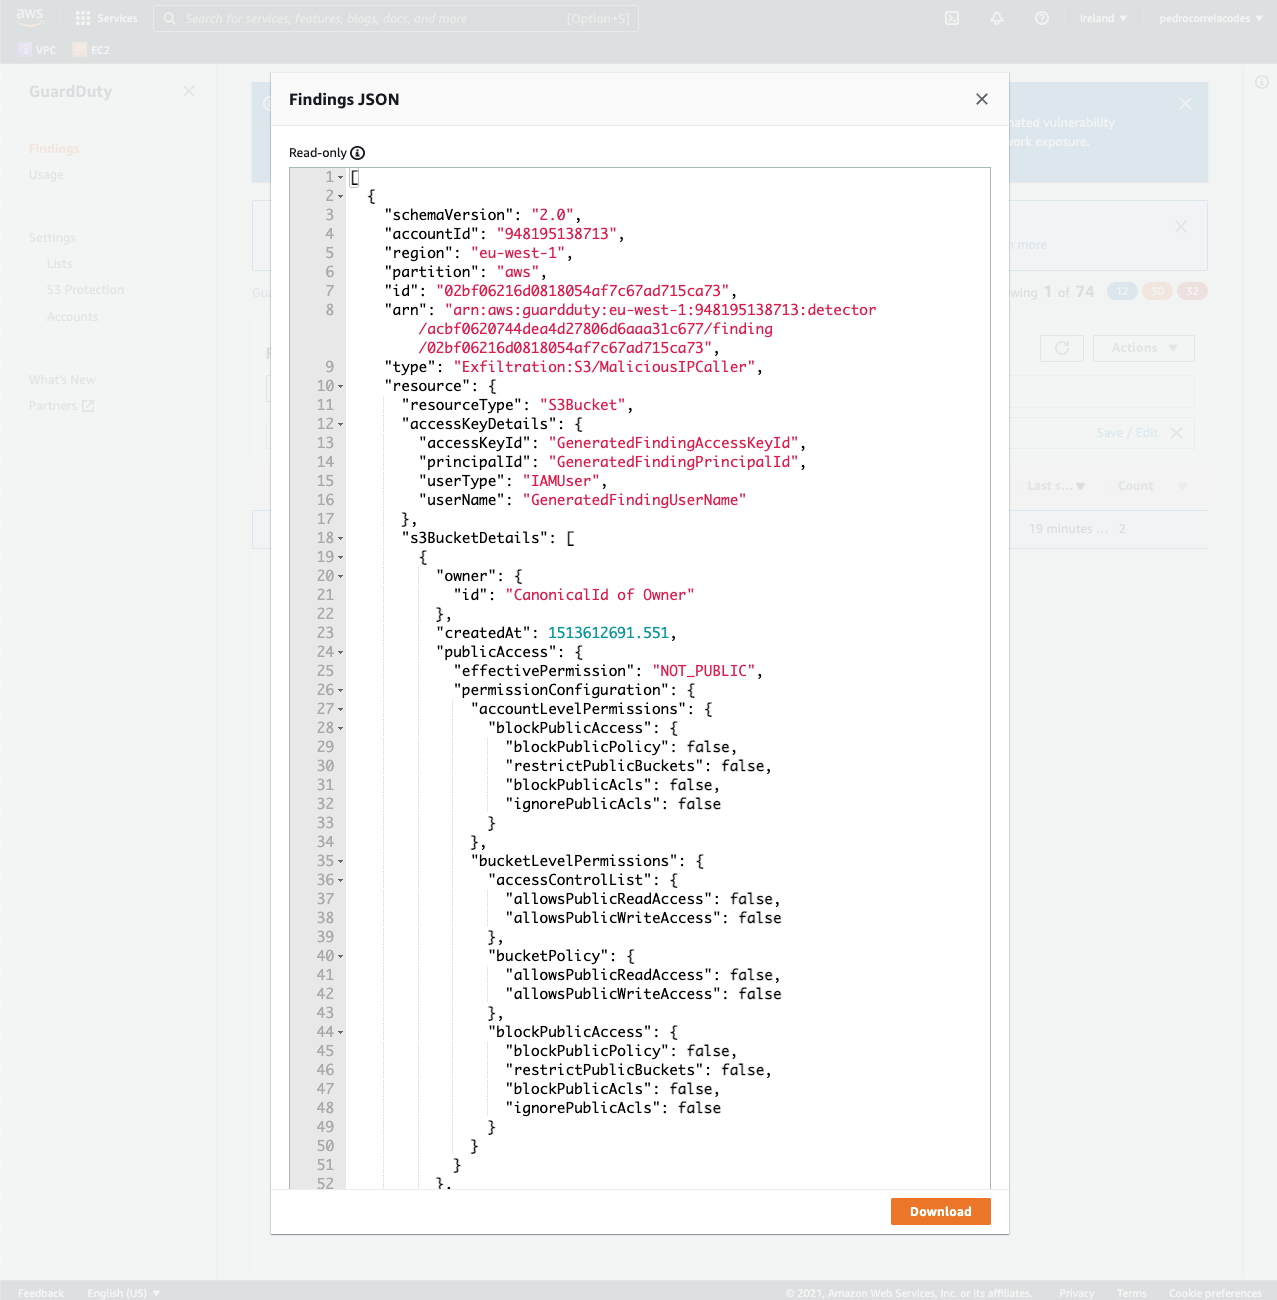 aws
Services
Search for services, features, blogs, docs, and more
[Option+S]
Ireland
pedrocorreiacodes
VPC
EC2
GuardDuty
Findings
Usage
Settings
Lists
S3 Protection
Accounts
What's New
Partners
vulnerability
exposure.
more
1 of 74
12
30
32
Actions
Save / Edit
Last s...
Count
19 minutes ...
2
Findings JSON
Read-only
1 [
2 {
3 "schemaVersion": "2.0",
4 "accountId": "948195138713",
5 "region": "eu-west-1",
6 "partition": "aws",
7 "id": "02bf06216d0818054af7c67ad715ca73",
8 "arn": "arn:aws:guardduty:eu-west-1:948195138713:detector
/acbf0620744dea4d27806d6aaa31c677/finding
/02bf06216d0818054af7c67ad715ca73",
9 "type": "Exfiltration:S3/MaliciousIPCaller",
10 "resource": {
11 "resourceType": "S3Bucket",
12 "accessKeyDetails": {
13 "accessKeyId": "GeneratedFindingAccessKeyId",
14 "principalId": "GeneratedFindingPrincipalId",
15 "userType": "IAMUser",
16 "userName": "GeneratedFindingUserName"
17 },
18 "s3BucketDetails": [
19 {
20 "owner": {
21 "id": "CanonicalId of Owner"
22 },
23 "createdAt": 1513612691.551,
24 "publicAccess": {
25 "effectivePermission": "NOT_PUBLIC",
26 "permissionConfiguration": {
27 "accountLevelPermissions": {
28 "blockPublicAccess": {
29 "blockPublicPolicy": false,
30 "restrictPublicBuckets": false,
31 "blockPublicAcls": false,
32 "ignorePublicAcls": false
33 }
34 },
35 "bucketLevelPermissions": {
36 "accessControlList": {
37 "allowsPublicReadAccess": false,
38 "allowsPublicWriteAccess": false
39 },
40 "bucketPolicy": {
41 "allowsPublicReadAccess": false,
42 "allowsPublicWriteAccess": false
43 },
44 "blockPublicAccess": {
45 "blockPublicPolicy": false,
46 "restrictPublicBuckets": false,
47 "blockPublicAcls": false,
48 "ignorePublicAcls": false
49 }
50 }
51 }
52 },
Download
Feedback
English (US)
© 2021, Amazon Web Services, Inc. or its affiliates.
Privacy
Terms
Cookie preferences